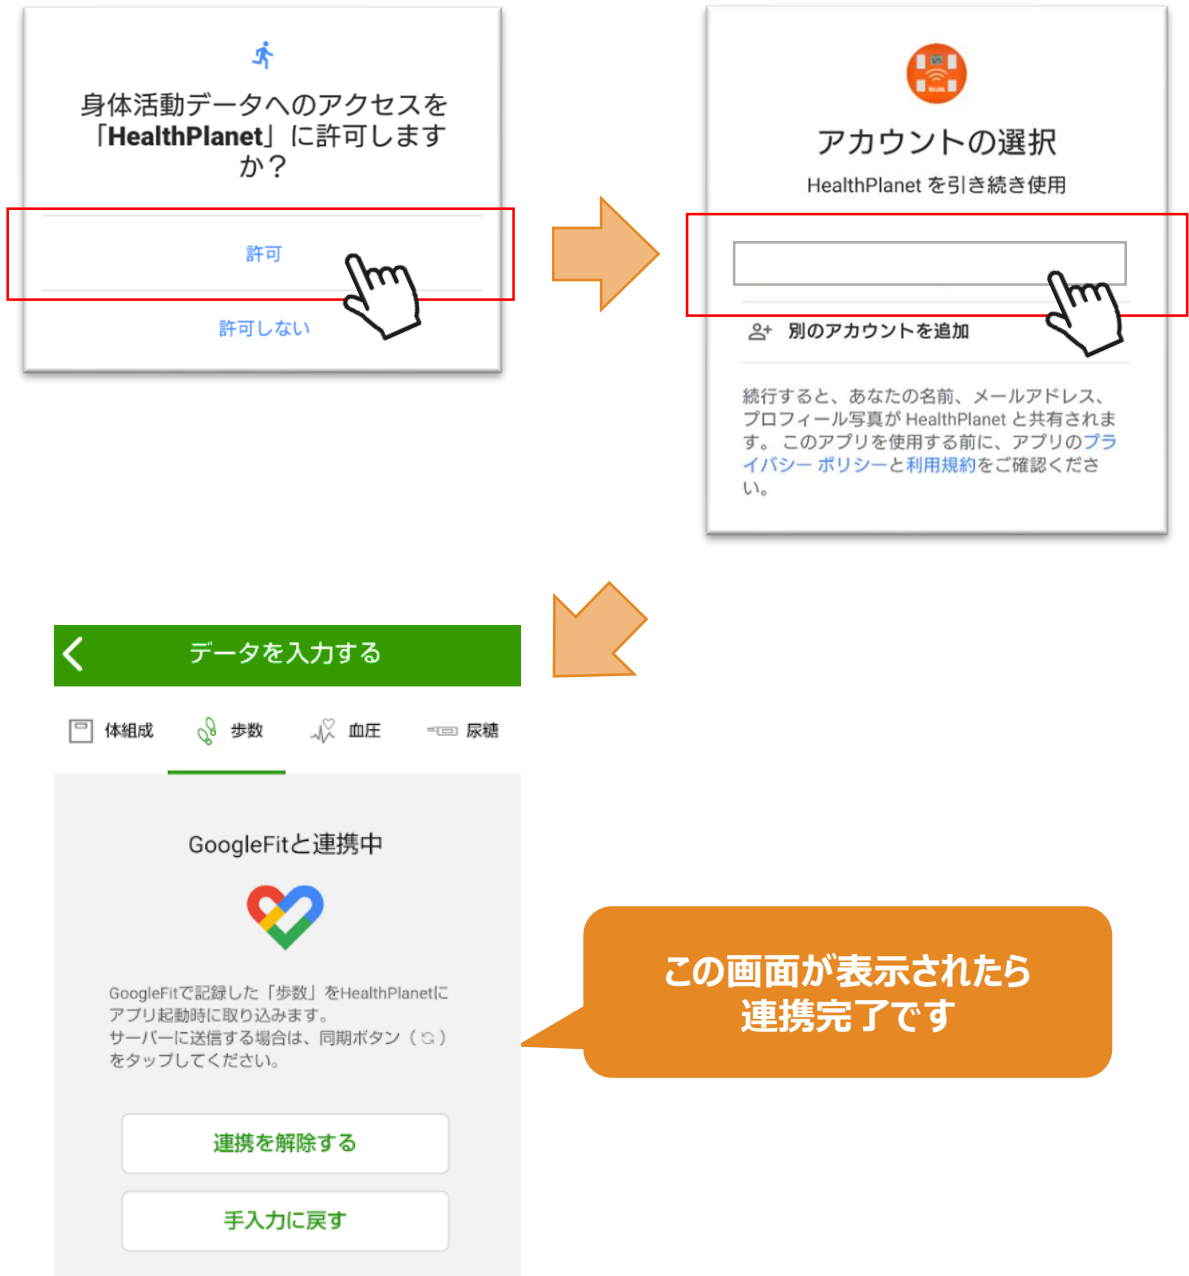 身体活動データへのアクセスを
「HealthPlanet」に許可します
か？
許可
許可しない
アカウントの選択
HealthPlanet を引き続き使用
別のアカウントを追加
続行すると、あなたの名前、メールアドレス、
プロフィール写真が HealthPlanet と共有されま
す。 このアプリを使用する前に、アプリのプラ
イバシー ポリシーと利用規約をご確認くださ
い。
データを入力する
体組成
歩数
血圧
尿糖
GoogleFitと連携中
GoogleFitで記録した「歩数」をHealthPlanetに
アプリ起動時に取り込みます。
サーバーに送信する場合は、同期ボタン（ ）
をタップしてください。
連携を解除する
手入力に戻す
この画面が表示されたら
連携完了です